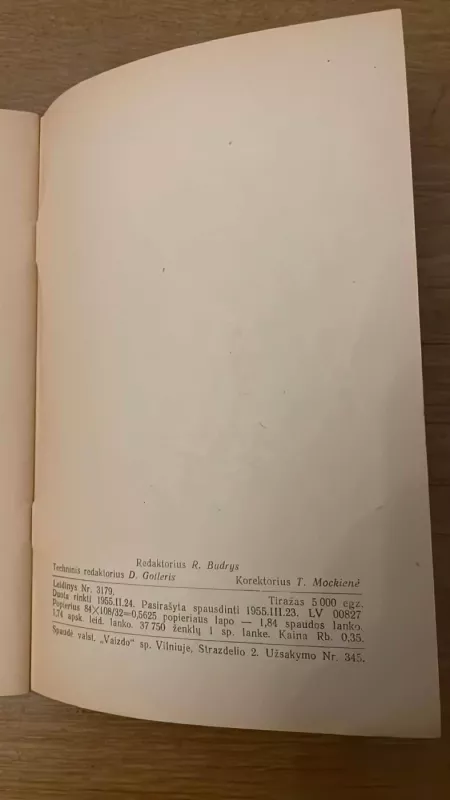 Redaktorius R. Budrys
Techninis redaktorius D. Gotleris Korektorius T. Mockienė
Leidinys Nr. 3179. Tiražas 5 000 egz.
Duota rinkti 1955.II.24. Pasirašyta spausdinti 1955.III.23. LV 00827
Popierius 84×108/32=0,5625 popieriaus lapo — 1,84 spaudos lanko.
1,74 apsk. leid. lanko. 37 750 ženklų 1 sp. lanke. Kaina Rb. 0,35.
Spaudė valst. „Vaizdo" sp. Vilniuje, Strazdelio 2. Užsakymo Nr. 345.